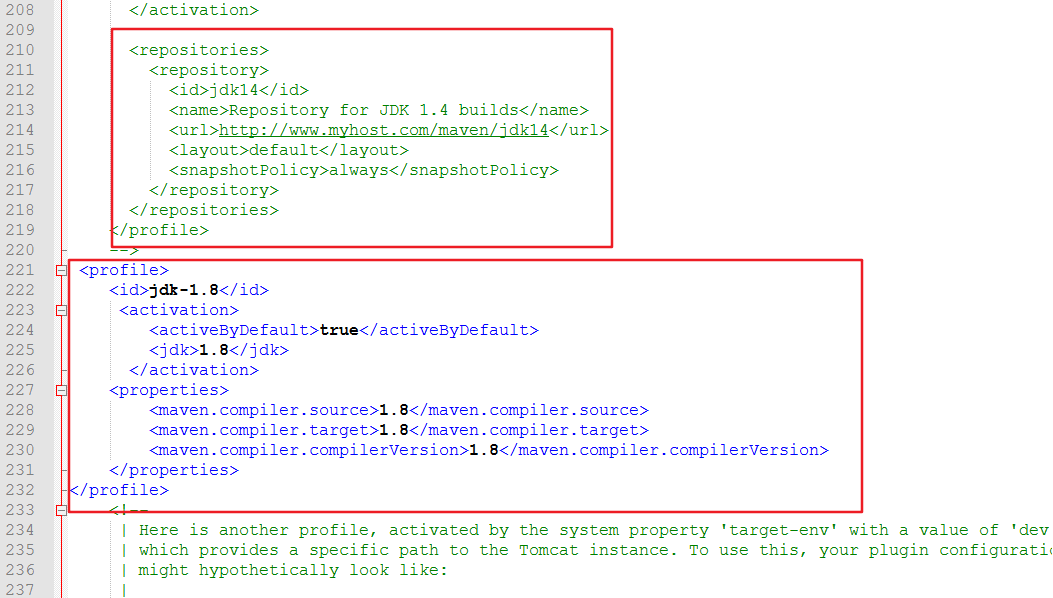 208 </activation>
209
210 <repositories>
211 <repository>
212 <id>jdk14</id>
213 <name>Repository for JDK 1.4 builds</name>
214 <url>http://www.myhost.com/maven/jdk14</url>
215 <layout>default</layout>
216 <snapshotPolicy>always</snapshotPolicy>
217 </repository>
218 </repositories>
219 </profile>
220 -->
221 <profile>
222 <id>jdk-1.8</id>
223 <activation>
224 <activeByDefault>true</activeByDefault>
225 <jdk>1.8</jdk>
226 </activation>
227 <properties>
228 <maven.compiler.source>1.8</maven.compiler.source>
229 <maven.compiler.target>1.8</maven.compiler.target>
230 <maven.compiler.compilerVersion>1.8</maven.compiler.compilerVersion>
231 </properties>
232 </profile>
233 <!--
234 | Here is another profile, activated by the system property 'target-env' with a value of 'dev
235 | which provides a specific path to the Tomcat instance. To use this, your plugin configuratio
236 | might hypothetically look like:
237 |